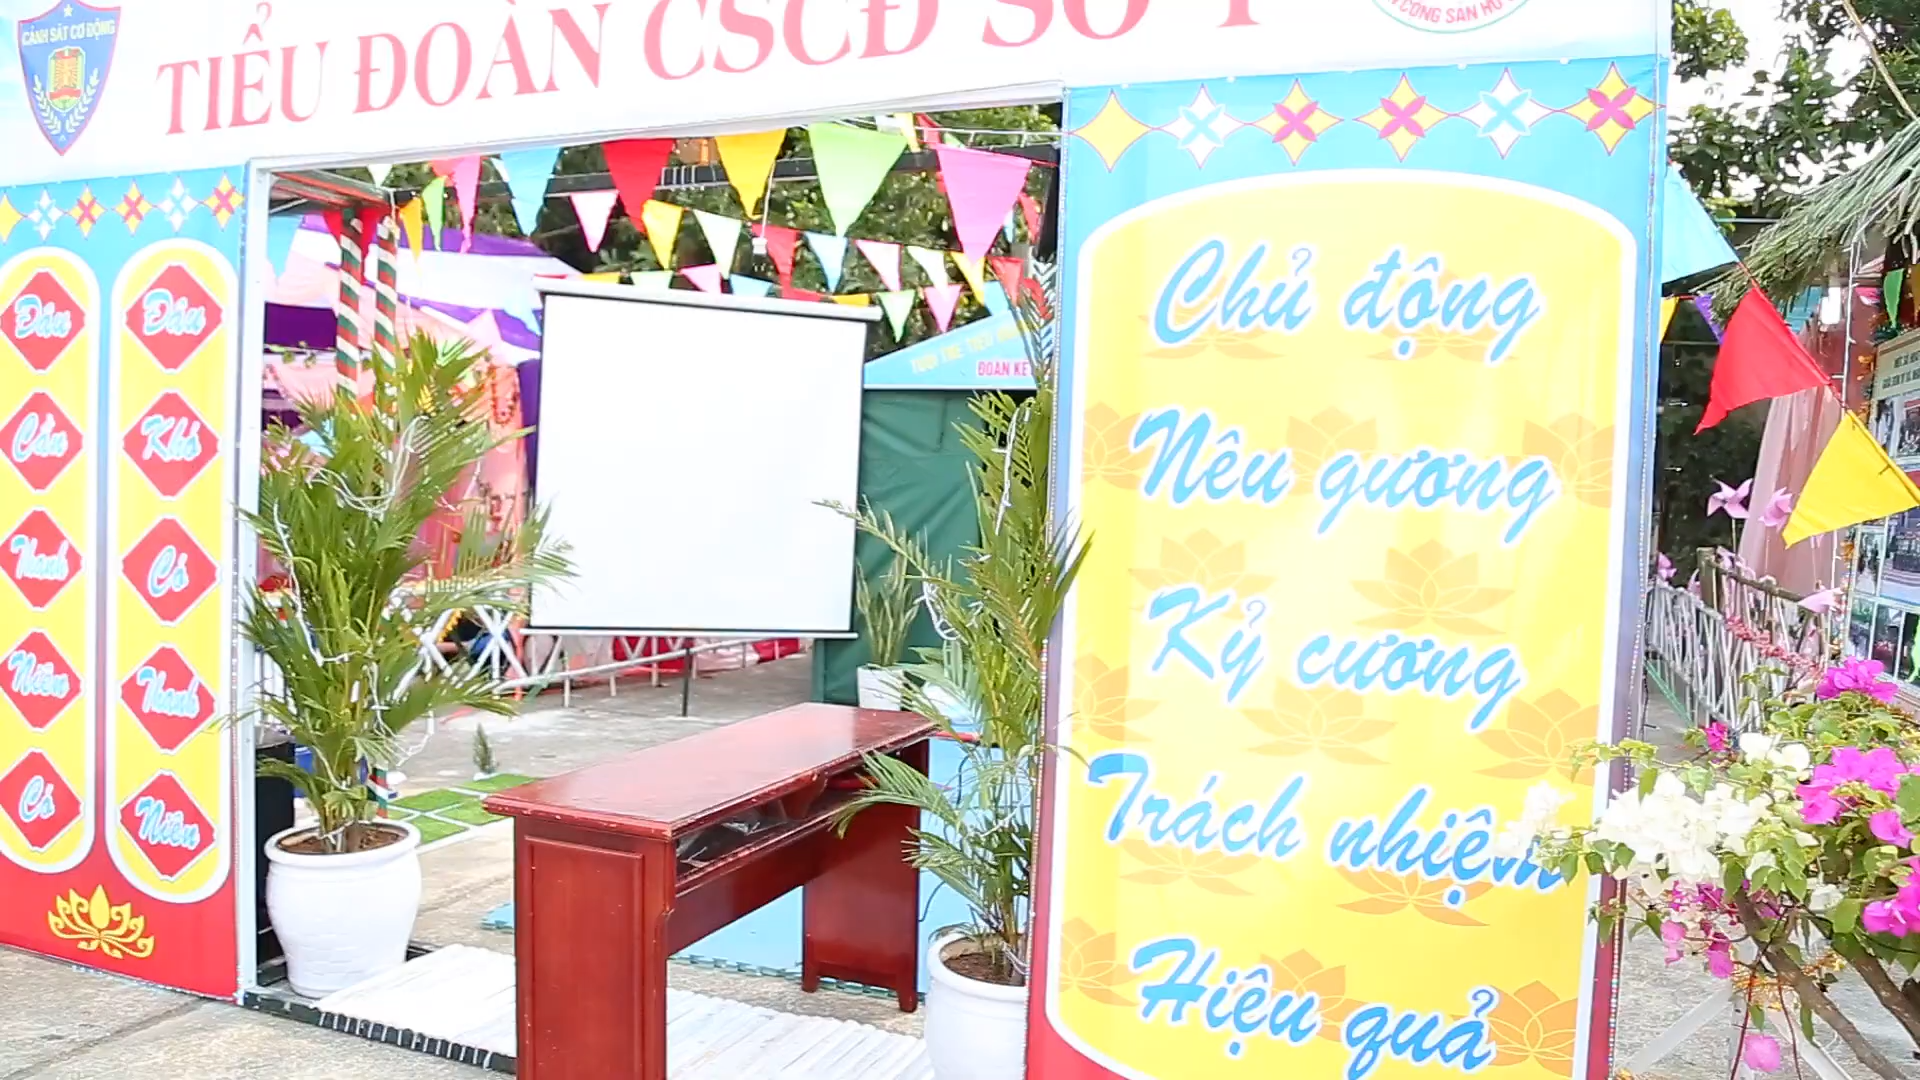 CẢNH SÁT CƠ ĐỘNG
TIỂU ĐOÀN CSCĐ SỐ 1
Đâu
Cần
Thanh
Niên
Có
Đâu
Khó
Có
Thanh
Niên
ĐOÀN KẾ
Chủ động
Nêu gương
Kỷ cương
Trách nhiệm
Hiệu quả